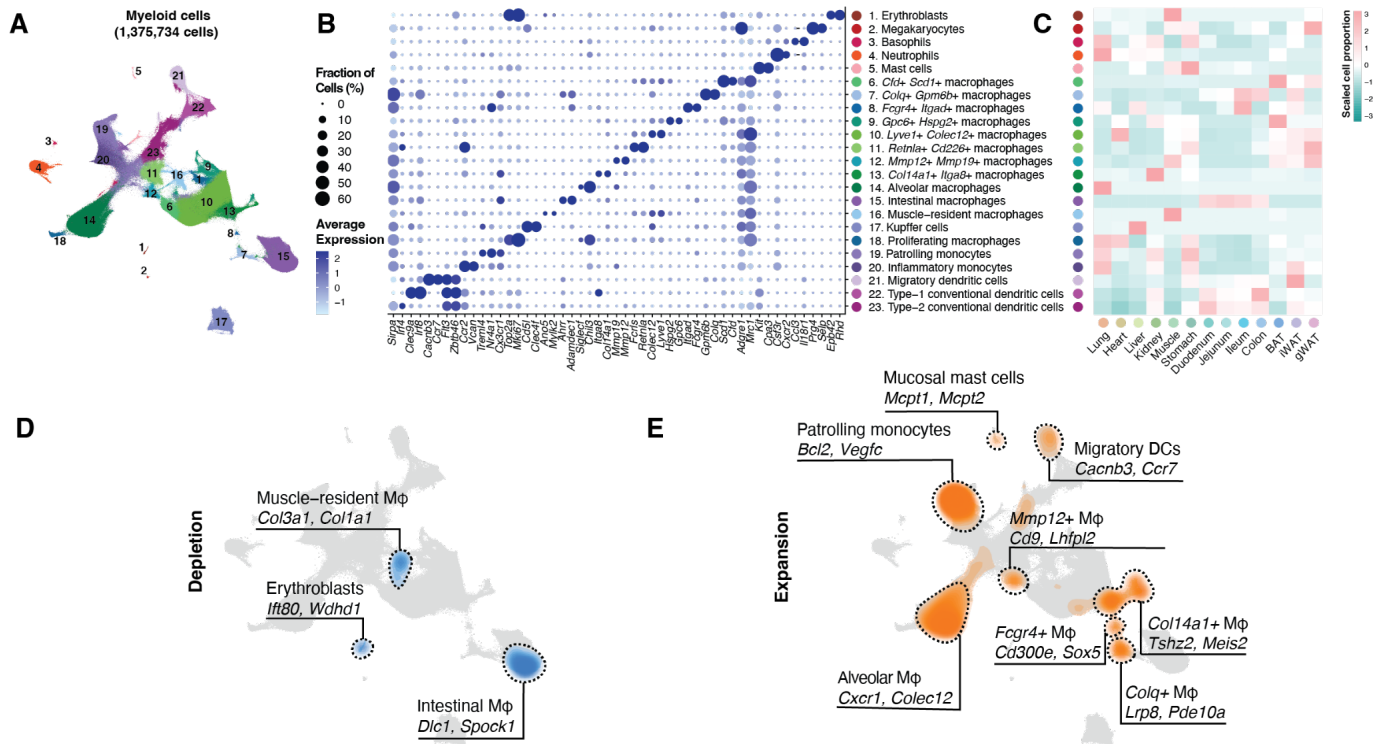 A
Myeloid cells
(1,375,734 cells)
5
21
22
3
19
4
20
23
11
16
9
1
12
6
10
13
14
18
8
7
15
1
2
17
B
Fraction of
Cells (%)
0
10
20
30
40
50
60
Average
Expression
2
1
0
−1
1. Erythroblasts
2. Megakaryocytes
3. Basophils
4. Neutrophils
5. Mast cells
6. Cfd+ Scd1+ macrophages
7. Colq+ Gpm6b+ macrophages
8. Fcgr4+ Itgad+ macrophages
9. Gpc6+ Hspg2+ macrophages
10. Lyve1+ Colec12+ macrophages
11. Retnla+ Cd226+ macrophages
12. Mmp12+ Mmp19+ macrophages
13. Col14a1+ Itga8+ macrophages
14. Alveolar macrophages
15. Intestinal macrophages
16. Muscle−resident macrophages
17. Kupffer cells
18. Proliferating macrophages
19. Patrolling monocytes
20. Inflammatory monocytes
21. Migratory dendritic cells
22. Type−1 conventional dendritic cells
23. Type−2 conventional dendritic cells
Sirpa
Irf4
Clec9a
Irf8
Cacnb3
Ccr7
Flt3
Zbtb46
Ccr2
Vcan
Treml4
Nr4a1
Cx3cr1
Top2a
Mki67
Cd5l
Clec4f
Ano5
Mylk2
Ahrr
Adamdec1
Siglecf
Chil3
Itga8
Col14a1
Mmp19
Mmp12
Fcrls
Retnla
Colec12
Lyve1
Hspg2
Gpc6
Itgad
Fcgr4
Gpm6b
Colq
Scd1
Cfd
Adgre1
Mrc1
Kit
Cpa3
Csf3r
Cxcr2
Ccl3
Il18r1
Prg4
Selp
Epb42
Rhd
C
Lung
Heart
Liver
Kidney
Muscle
Stomach
Duodenum
Jejunum
Ileum
Colon
BAT
iWAT
gWAT
Scaled cell proportion
3
2
1
0
−1
−2
−3
D
Depletion
Muscle−resident Mφ
Col3a1, Col1a1
Erythroblasts
Ift80, Wdhd1
Intestinal Mφ
Dlc1, Spock1
E
Expansion
Mucosal mast cells
Mcpt1, Mcpt2
Patrolling monocytes
Bcl2, Vegfc
Migratory DCs
Cacnb3, Ccr7
Mmp12+ Mφ
Cd9, Lhfpl2
Fcgr4+ Mφ
Cd300e, Sox5
Col14a1+ Mφ
Tshz2, Meis2
Alveolar Mφ
Cxcr1, Colec12
Colq+ Mφ
Lrp8, Pde10a